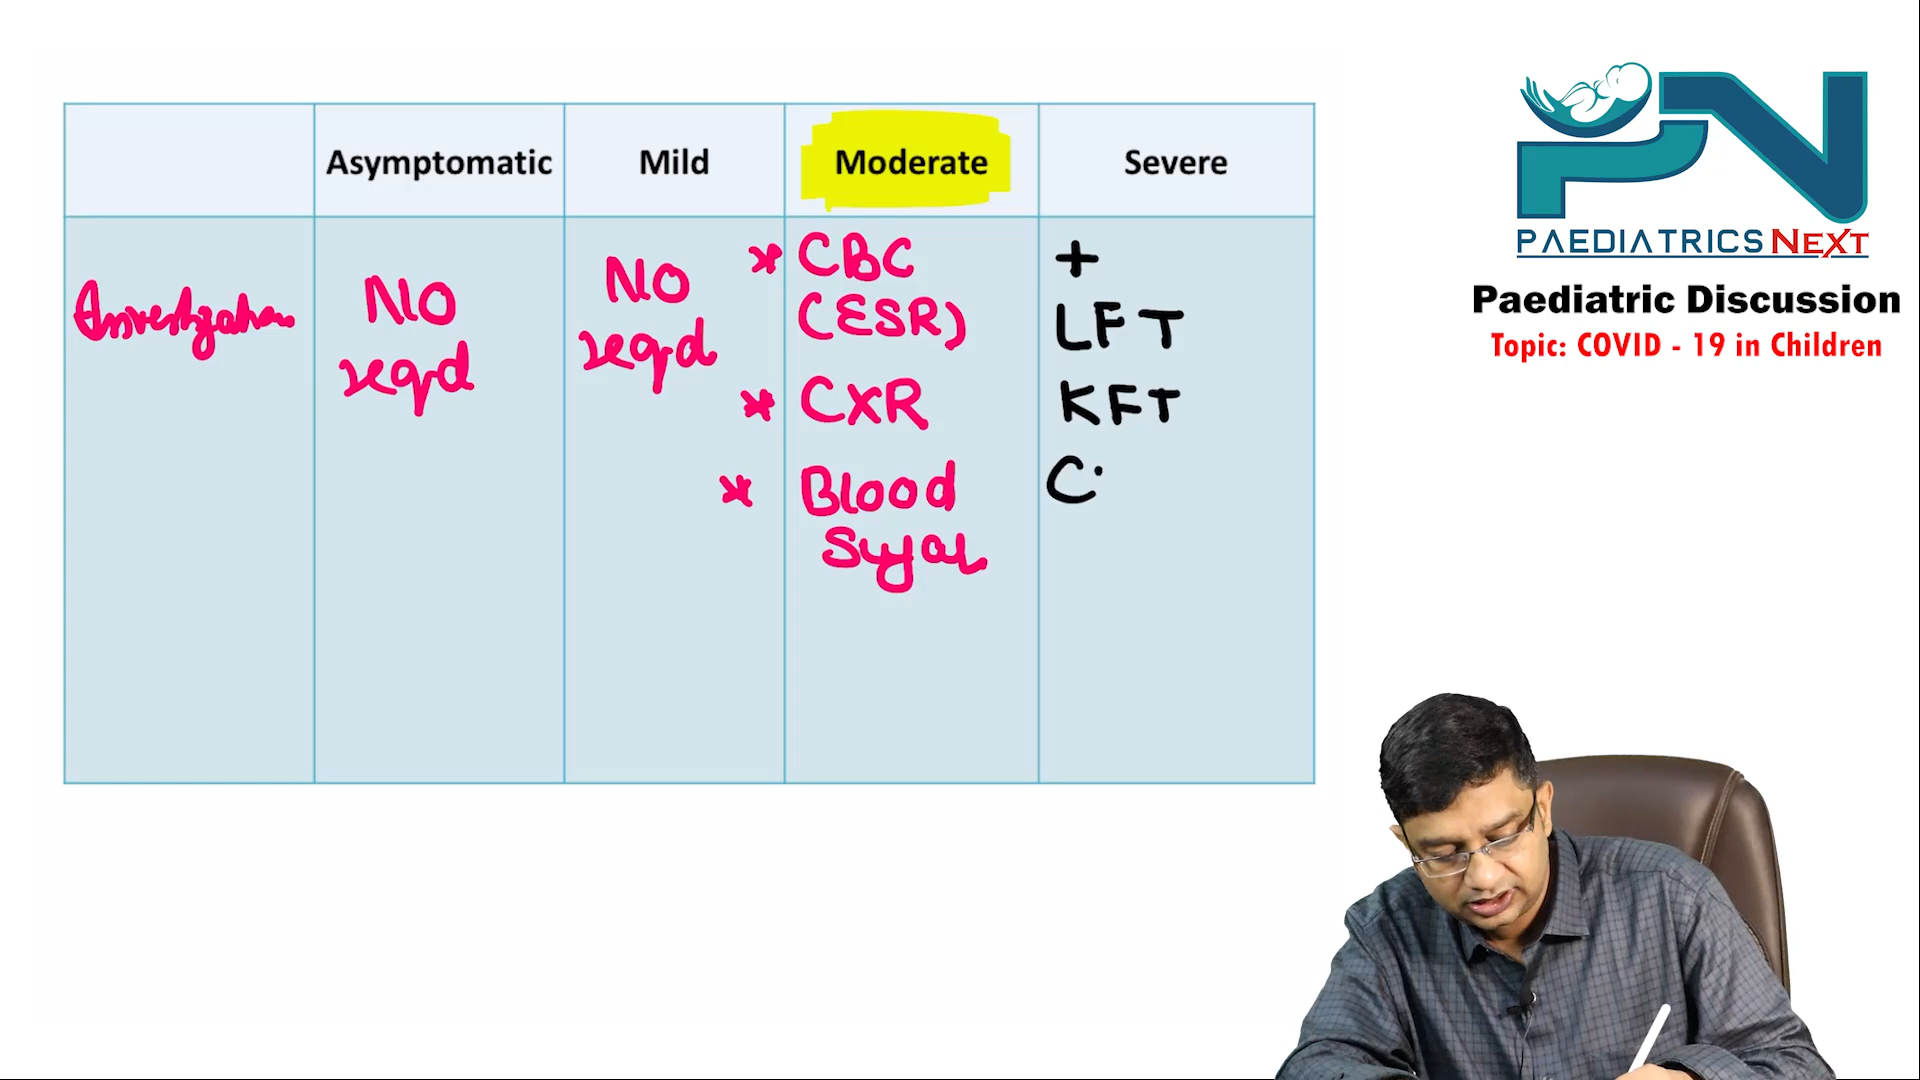 PN
PAEDIATRICS NEXT
Paediatric Discussion
Topic: COVID - 19 in Children
Asymptomatic Mild Moderate Severe
Investigation
NO
reqd
NO
reqd
* CBC
(ESR)
* CXR
* Blood
Sugar
+
LFT
KFT
C